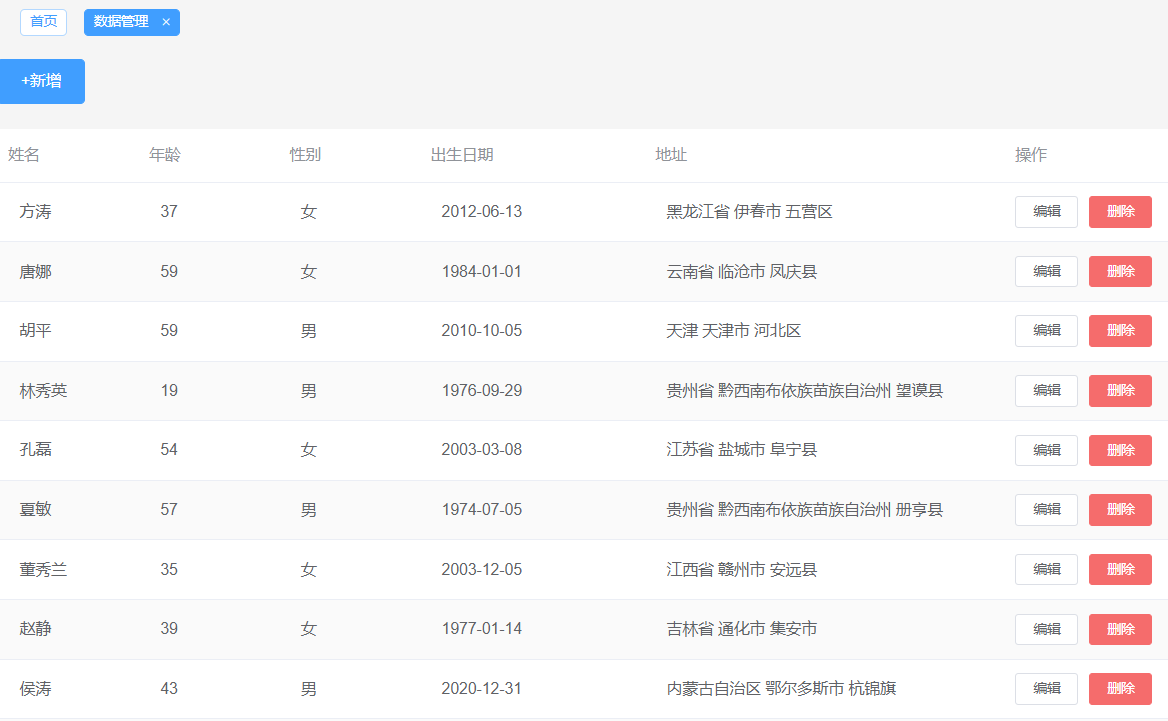 首页 数据管理 ×
+新增
姓名 年龄 性别 出生日期 地址 操作
方涛 37 女 2012-06-13 黑龙江省 伊春市 五营区 编辑 删除
唐娜 59 女 1984-01-01 云南省 临沧市 凤庆县 编辑 删除
胡平 59 男 2010-10-05 天津 天津市 河北区 编辑 删除
林秀英 19 男 1976-09-29 贵州省 黔西南布依族苗族自治州 望谟县 编辑 删除
孔磊 54 女 2003-03-08 江苏省 盐城市 阜宁县 编辑 删除
夏敏 57 男 1974-07-05 贵州省 黔西南布依族苗族自治州 册亨县 编辑 删除
董秀兰 35 女 2003-12-05 江西省 赣州市 安远县 编辑 删除
赵静 39 女 1977-01-14 吉林省 通化市 集安市 编辑 删除
侯涛 43 男 2020-12-31 内蒙古自治区 鄂尔多斯市 杭锦旗 编辑 删除